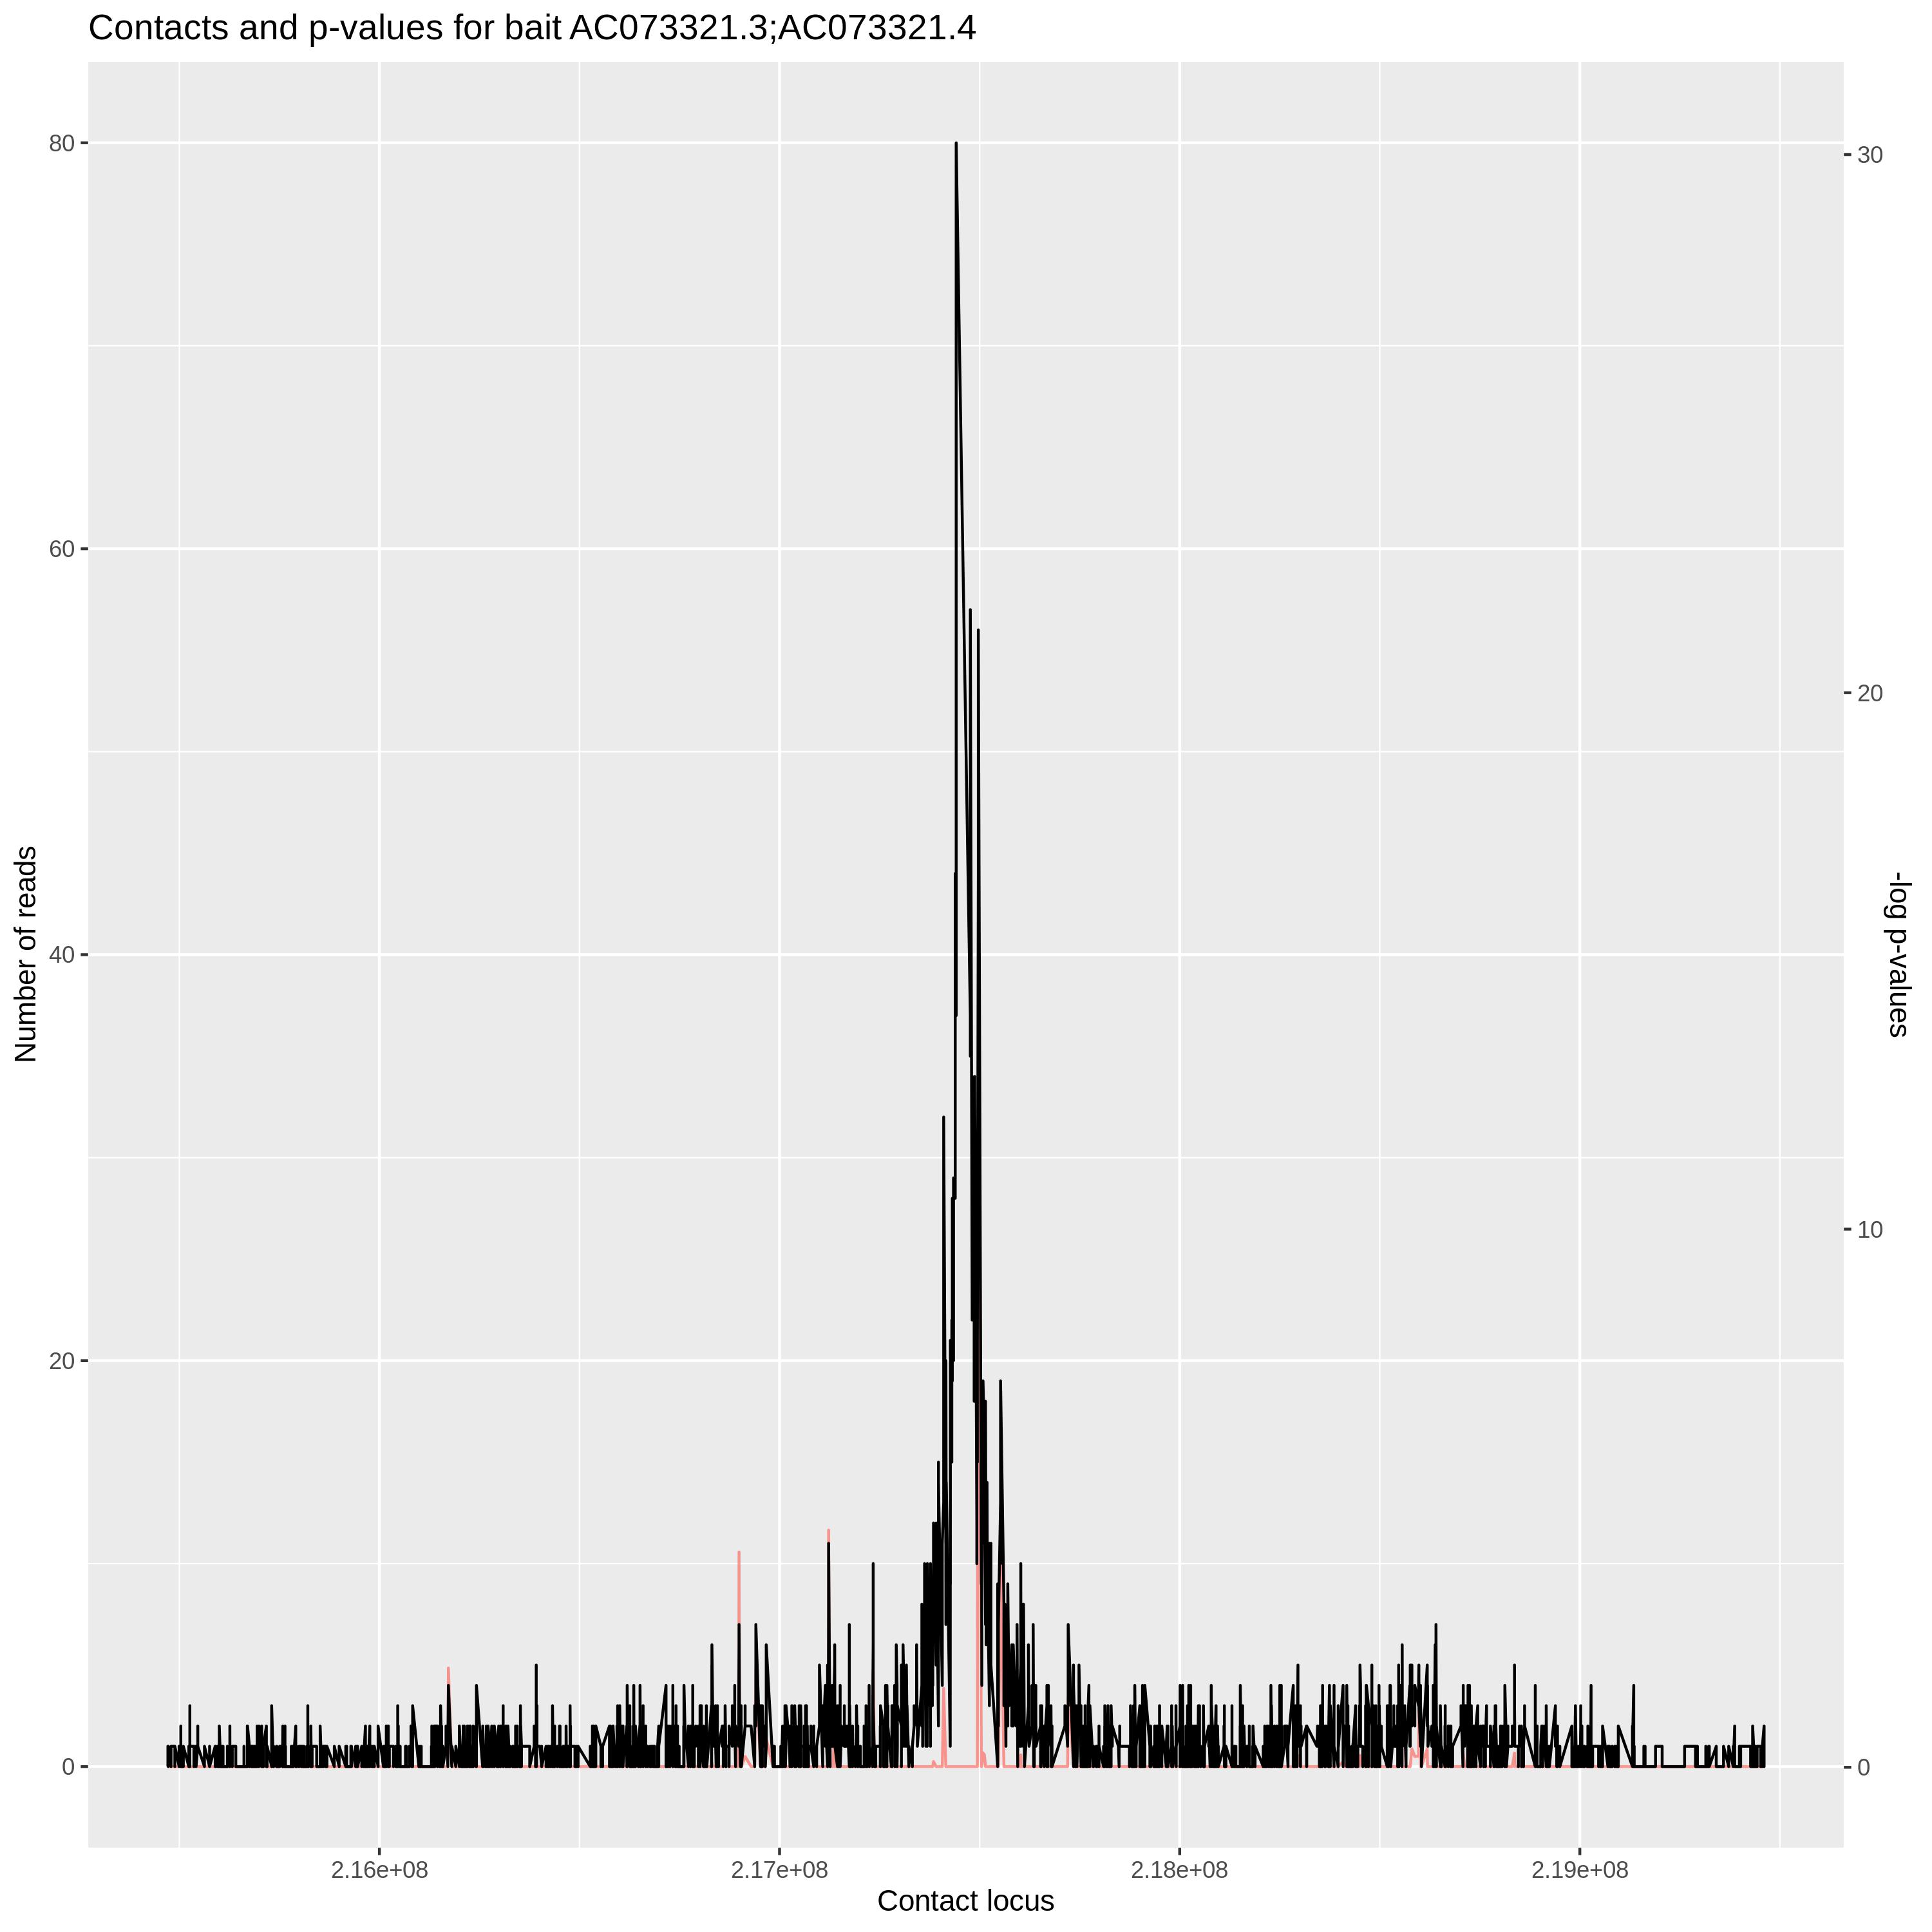 Contacts and p-values for bait AC073321.3;AC073321.4
80
60
40
20
0
Number of reads
30
20
10
0
-log p-values
2.16e+08
2.17e+08
2.18e+08
2.19e+08
Contact locus